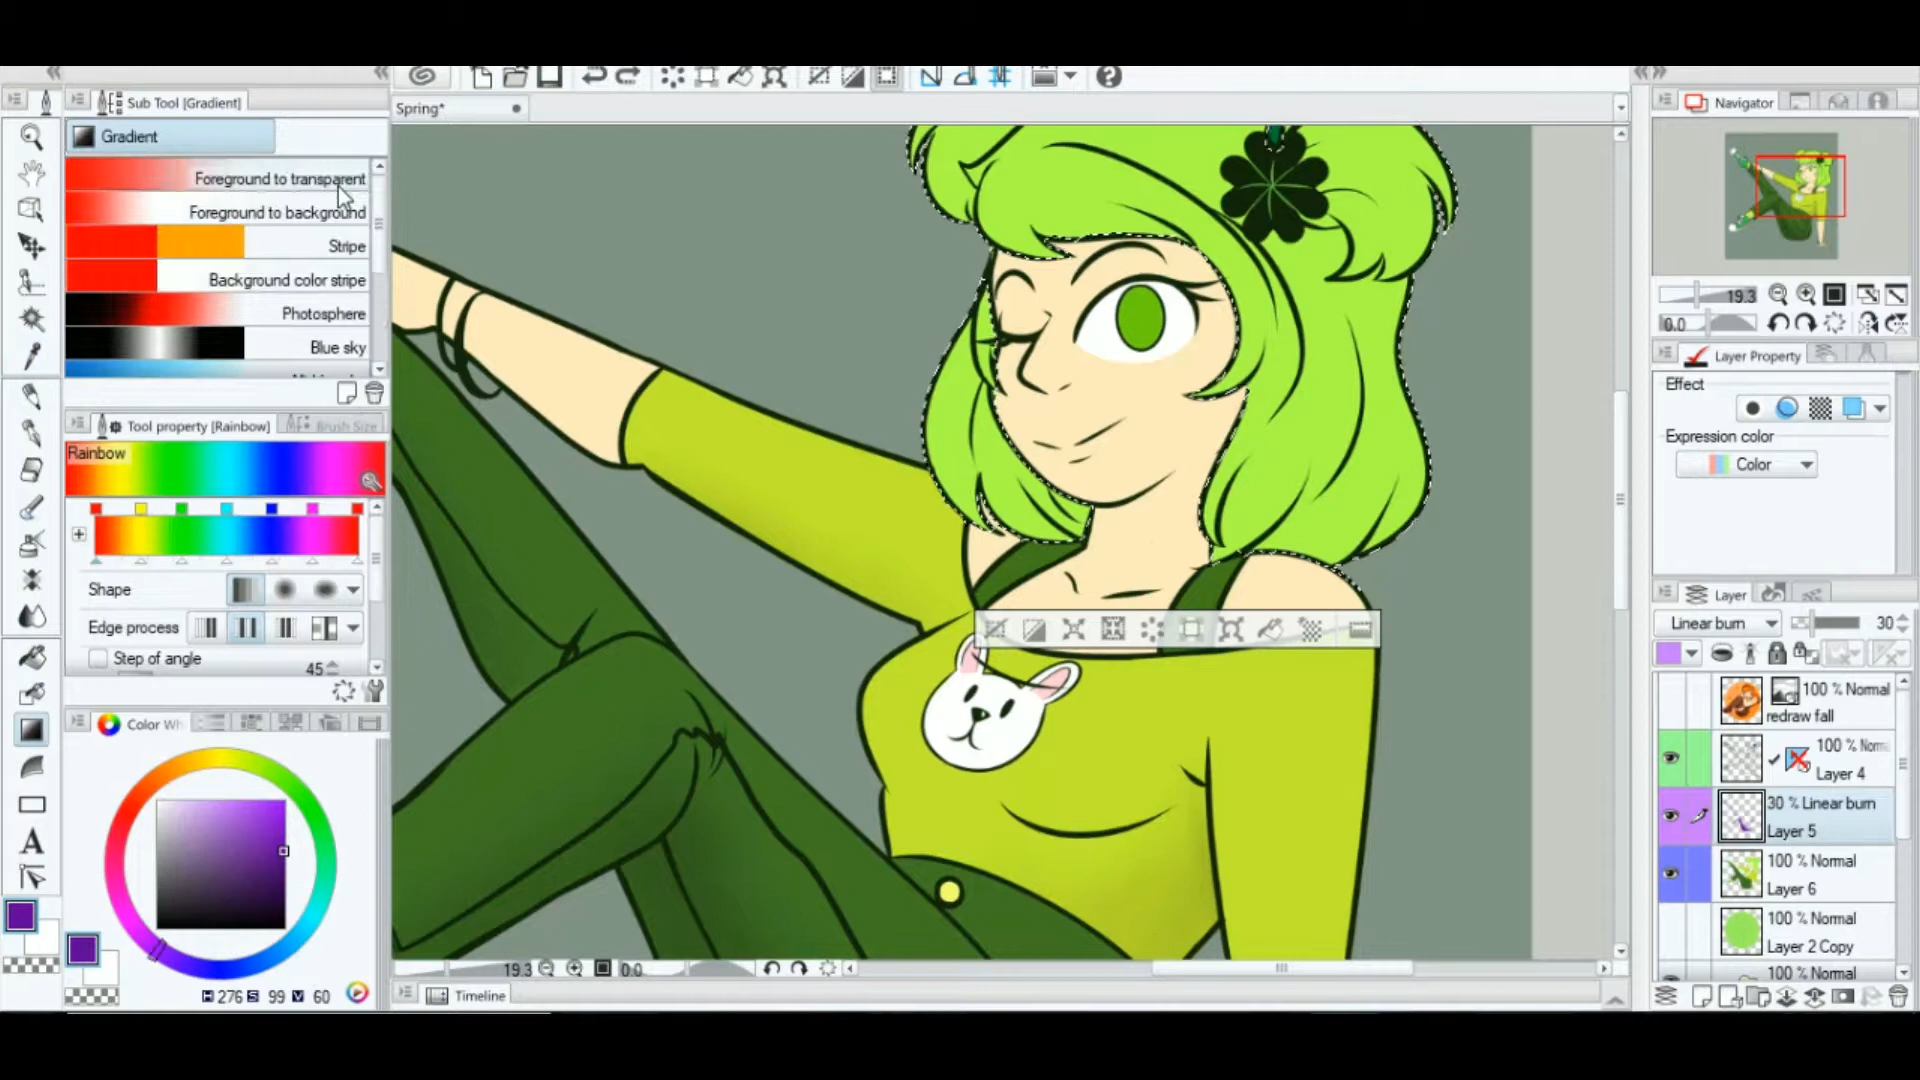 Sub Tool [Gradient]
Gradient
Foreground to transparent
Foreground to background
Stripe
Background color stripe
Photosphere
Blue sky
Tool property [Rainbow]
Brush Size
Rainbow
Shape
Edge process
Step of angle
45
Color Wh
H 276 S 99 V 60
Spring*
19.3
0.0
Timeline
Navigator
19.3
0.0
Layer Property
Effect
Expression color
Color
Layer
Linear burn
30
100 % Normal
redraw fall
100 % Norma
Layer 4
30 % Linear burn
Layer 5
100 % Normal
Layer 6
100 % Normal
Layer 2 Copy
100 % Normal